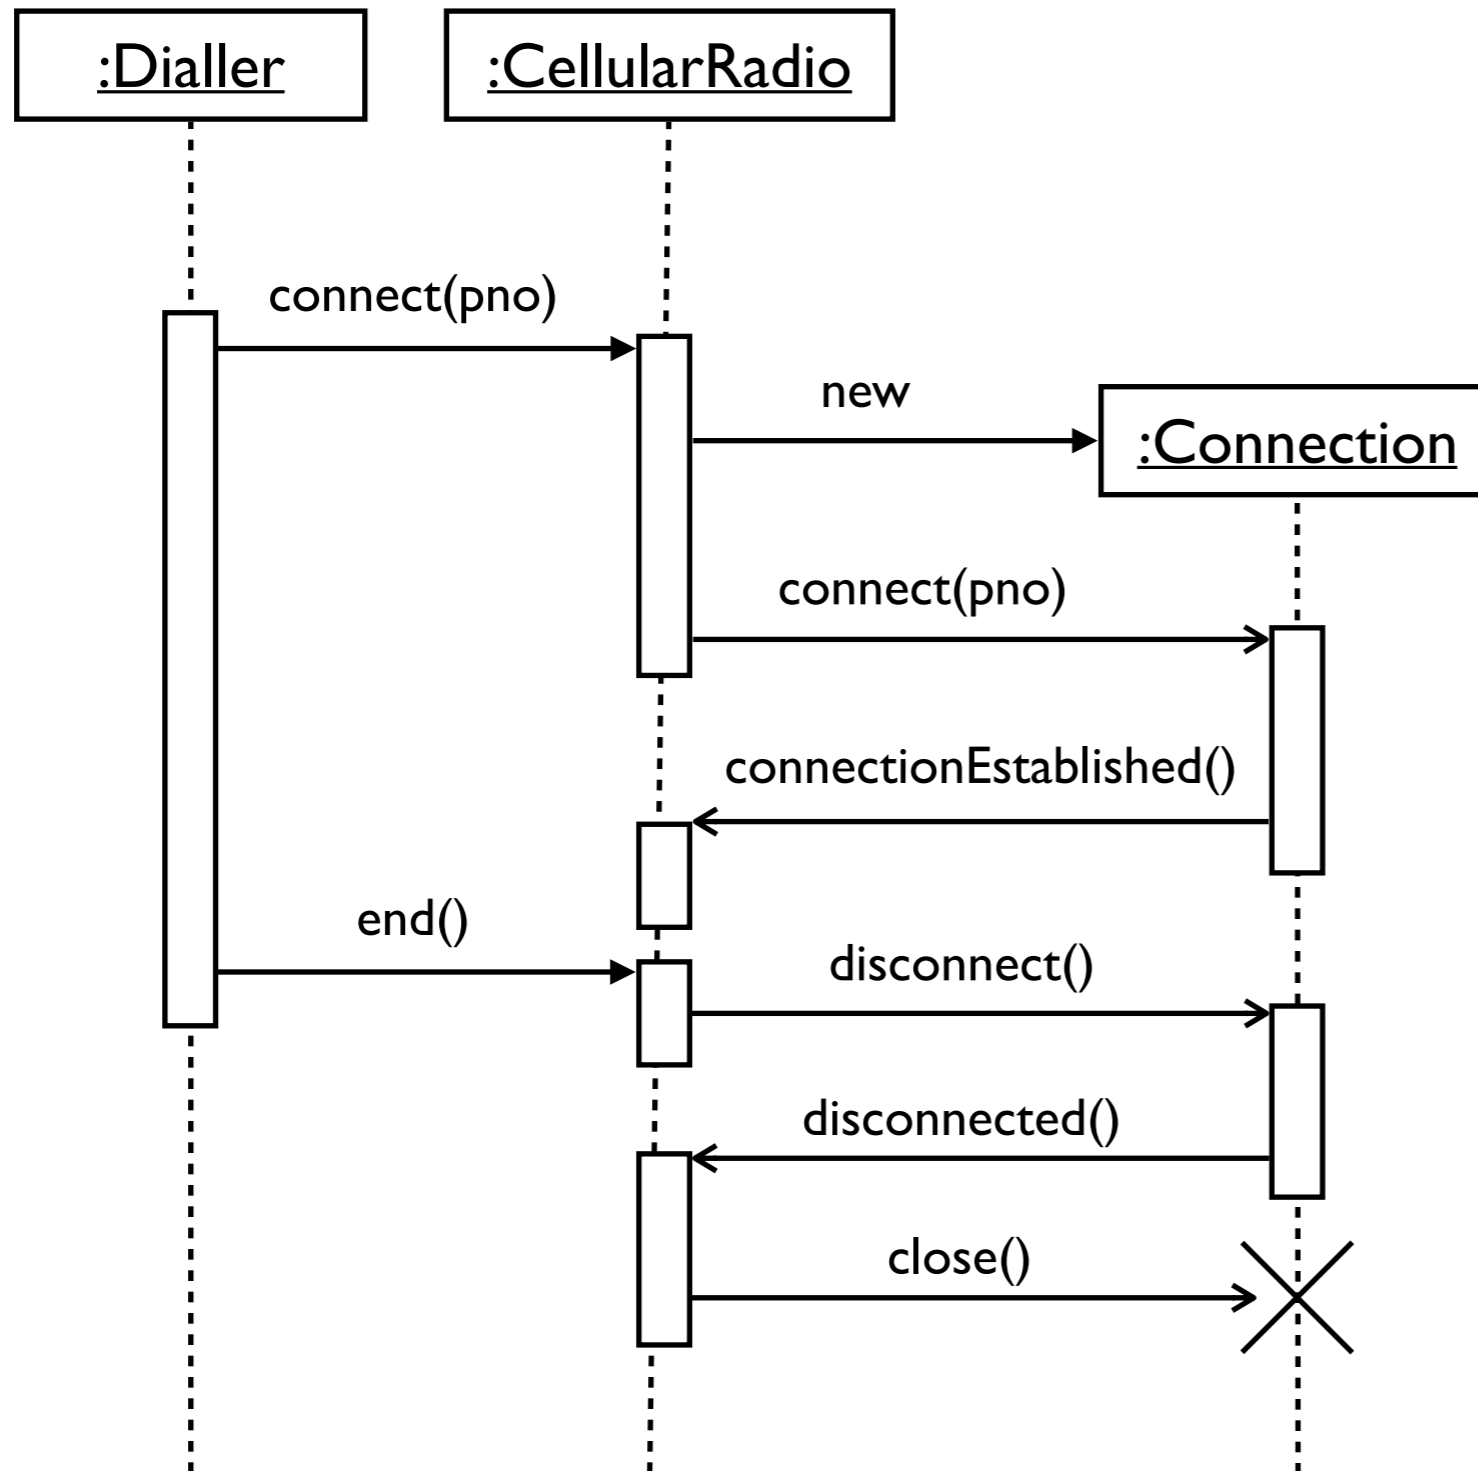 :Dialler
:CellularRadio
connect(pno)
new
:Connection
connect(pno)
connectionEstablished()
end()
disconnect()
disconnected()
close()